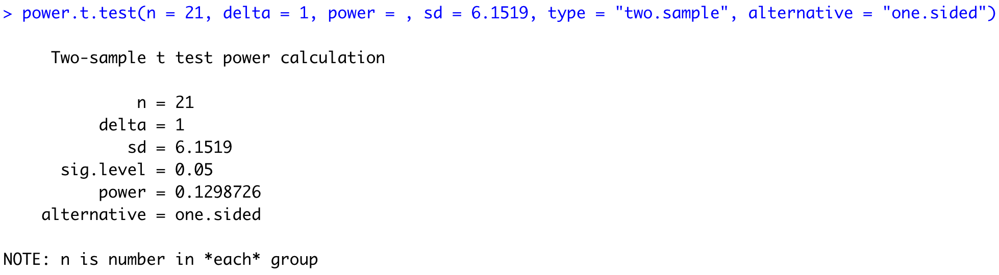 > power.t.test(n = 21, delta = 1, power = , sd = 6.1519, type = "two.sample", alternative = "one.sided")
Two-sample t test power calculation
n = 21
delta = 1
sd = 6.1519
sig.level = 0.05
power = 0.1298726
alternative = one.sided
NOTE: n is number in *each* group